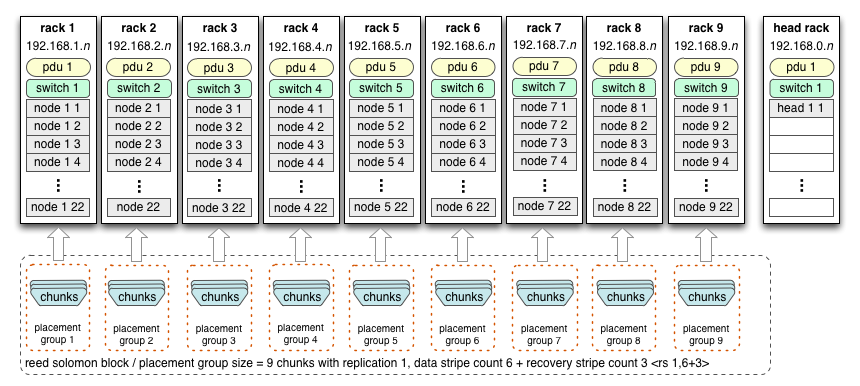 rack 1 rack 2 rack 3 rack 4 rack 5 rack 6 rack 7 rack 8 rack 9 head rack
192.168.1.n 192.168.2.n 192.168.3.n 192.168.4.n 192.168.5.n 192.168.6.n 192.168.7.n 192.168.8.n 192.168.9.n 192.168.0.n
pdu 1 pdu 2 pdu 3 pdu 4 pdu 5 pdu 6 pdu 7 pdu 8 pdu 9 pdu 1
switch 1 switch 2 switch 3 switch 4 switch 5 switch 6 switch 7 switch 8 switch 9 switch 1
node 1 1 node 2 1 node 3 1 node 4 1 node 5 1 node 6 1 node 7 1 node 8 1 node 9 1 head 1 1
node 1 2 node 2 2 node 3 2 node 4 2 node 5 2 node 6 2 node 7 2 node 8 2 node 9 2
node 1 3 node 2 3 node 3 3 node 4 3 node 5 3 node 6 3 node 7 3 node 8 3 node 9 3
node 1 4 node 2 4 node 3 4 node 4 4 node 5 4 node 6 4 node 7 4 node 8 4 node 9 4
node 1 22 node 22 node 3 22 node 4 22 node 5 22 node 6 22 node 7 22 node 8 22 node 9 22
chunks chunks chunks chunks chunks chunks chunks chunks chunks
placement placement placement placement placement placement placement placement placement
group 1 group 2 group 3 group 4 group 5 group 6 group 7 group 8 group 9
reed solomon block / placement group size = 9 chunks with replication 1, data stripe count 6 + recovery stripe count 3 <rs 1,6+3>